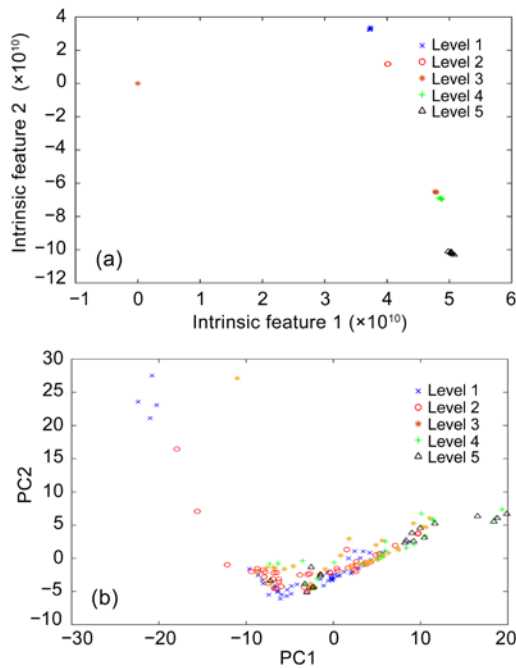 4
2
0
−2
−4
−6
−8
−10
−12
Intrinsic feature 2 (×10¹⁰)
Level 1
Level 2
Level 3
Level 4
Level 5
(a)
−1 0 1 2 3 4 5 6
Intrinsic feature 1 (×10¹⁰)
30
25
20
15
10
5
0
−5
−10
PC2
Level 1
Level 2
Level 3
Level 4
Level 5
(b)
−30 −20 −10 0 10 20
PC1